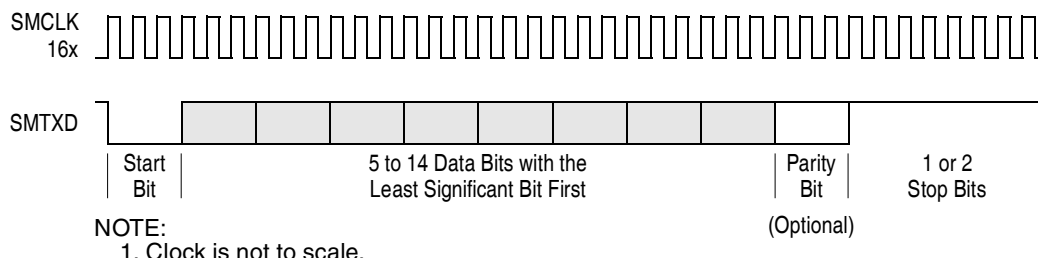 SMCLK
16x
SMTXD
Start
Bit
5 to 14 Data Bits with the
Least Significant Bit First
Parity
Bit
(Optional)
1 or 2
Stop Bits
NOTE:
1. Clock is not to scale.